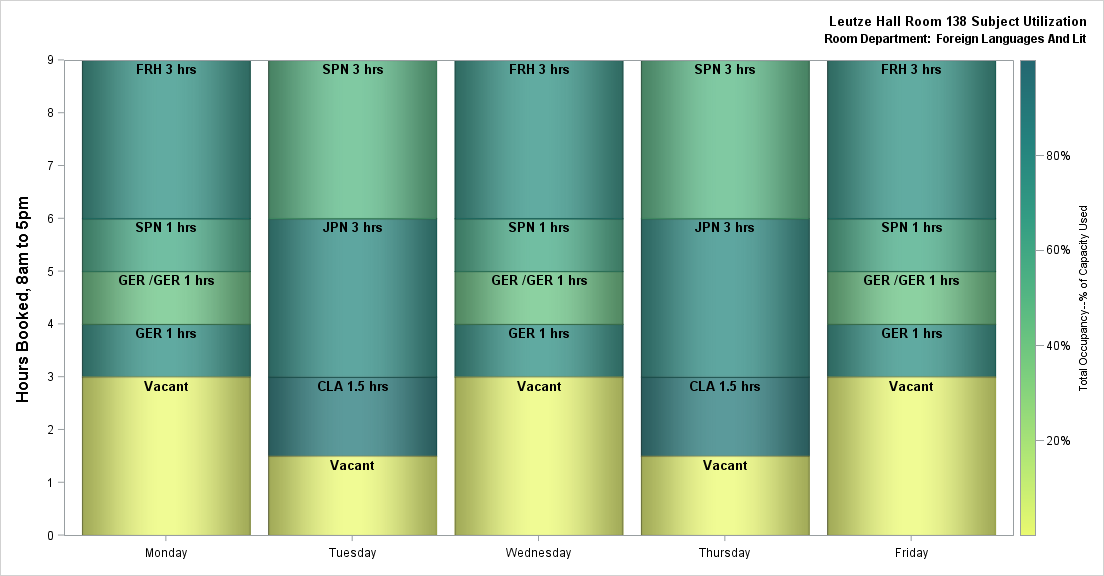 Leutze Hall Room 138 Subject Utilization
Room Department: Foreign Languages And Lit
Hours Booked, 8am to 5pm
9
8
7
6
5
4
3
2
1
0
FRH 3 hrs
SPN 1 hrs
GER /GER 1 hrs
GER 1 hrs
Vacant
SPN 3 hrs
JPN 3 hrs
CLA 1.5 hrs
Vacant
FRH 3 hrs
SPN 1 hrs
GER /GER 1 hrs
GER 1 hrs
Vacant
SPN 3 hrs
JPN 3 hrs
CLA 1.5 hrs
Vacant
FRH 3 hrs
SPN 1 hrs
GER /GER 1 hrs
GER 1 hrs
Vacant
Monday
Tuesday
Wednesday
Thursday
Friday
80%
60%
40%
20%
Total Occupancy--% of Capacity Used